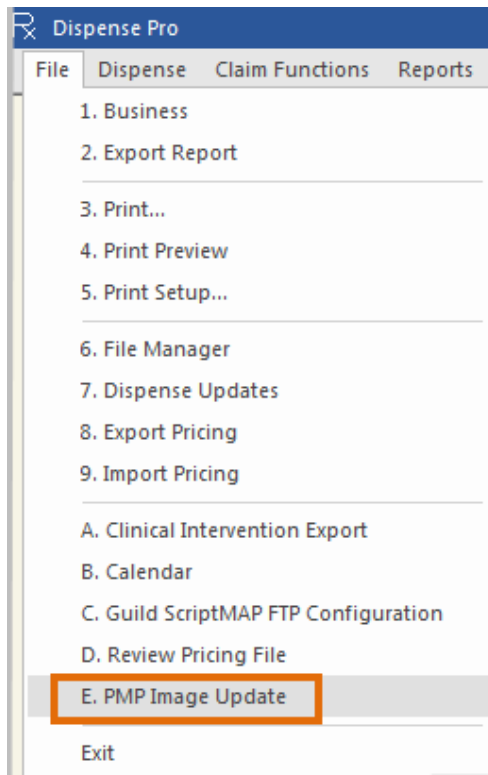 Dispense Pro
File Dispense Claim Functions Reports
1. Business
2. Export Report
3. Print...
4. Print Preview
5. Print Setup...
6. File Manager
7. Dispense Updates
8. Export Pricing
9. Import Pricing
A. Clinical Intervention Export
B. Calendar
C. Guild ScriptMAP FTP Configuration
D. Review Pricing File
E. PMP Image Update
Exit